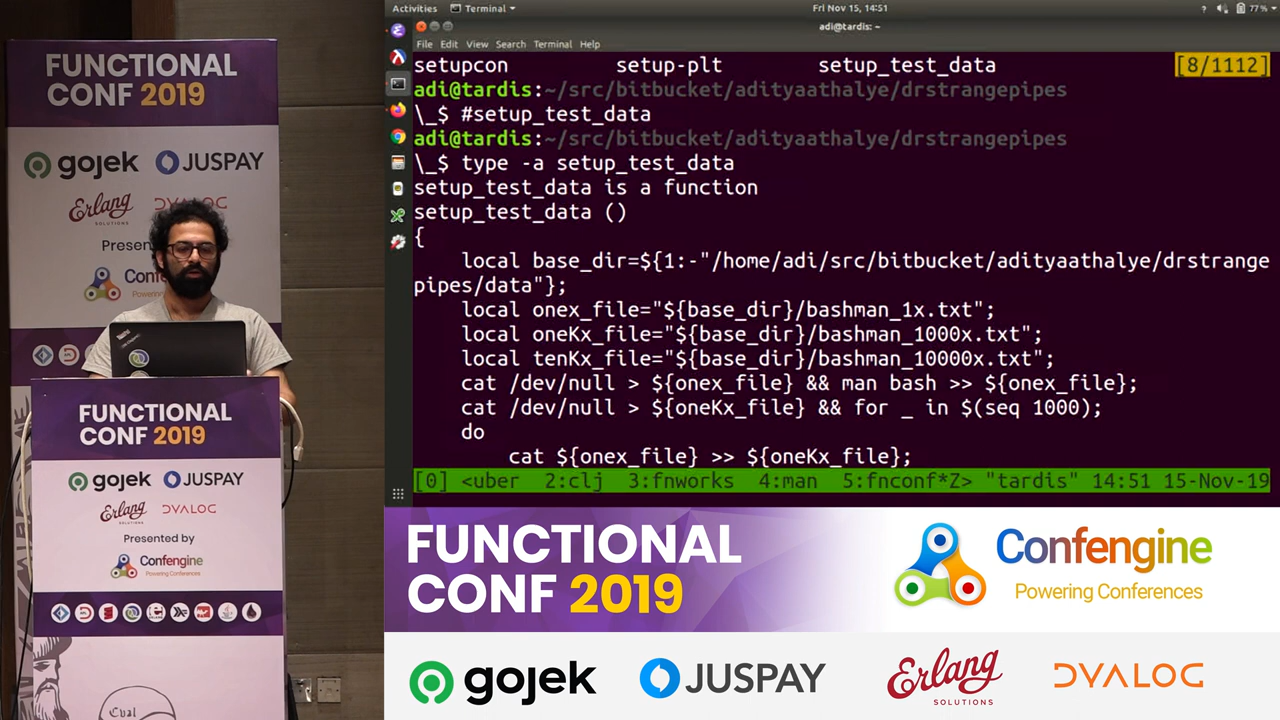 FUNCTIONAL
CONF 2019
gojek JUSPAY
Erlang DYALOG
SOLUTIONS
Presen
Conf
Powering
FUNCTIONAL
CONF 2019
gojek JUSPAY
Erlang DYALOG
SOLUTIONS
Presented by
Confengine
Powering Conferences
Eval
Activities Terminal Fri Nov 15, 14:51 77 %
adi@tardis: ~
File Edit View Search Terminal Help
setupcon setup-plt setup_test_data [8/1112]
adi@tardis:~/src/bitbucket/adityaathalye/drstrangepipes
\_$ #setup_test_data
adi@tardis:~/src/bitbucket/adityaathalye/drstrangepipes
\_$ type -a setup_test_data
setup_test_data is a function
setup_test_data ()
{
local base_dir=${1:-"/home/adi/src/bitbucket/adityaathalye/drstrange
pipes/data"};
local onex_file="${base_dir}/bashman_1x.txt";
local oneKx_file="${base_dir}/bashman_1000x.txt";
local tenKx_file="${base_dir}/bashman_10000x.txt";
cat /dev/null > ${onex_file} && man bash >> ${onex_file};
cat /dev/null > ${oneKx_file} && for _ in $(seq 1000);
do
cat ${onex_file} >> ${oneKx_file};
[0] <uber 2:clj 3:fnworks 4:man 5:fnconf*Z> "tardis" 14:51 15-Nov-19
FUNCTIONAL
CONF 2019
Confengine
Powering Conferences
gojek JUSPAY Erlang DYALOG
SOLUTIONS